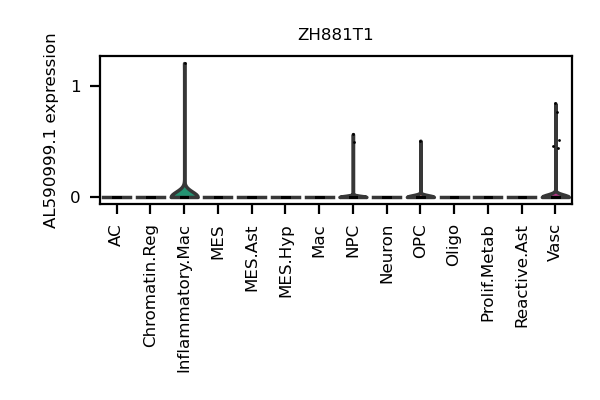 ZH881T1
AL590999.1 expression
1
0
AC
Chromatin.Reg
Inflammatory.Mac
MES
MES.Ast
MES.Hyp
Mac
NPC
Neuron
OPC
Oligo
Prolif.Metab
Reactive.Ast
Vasc